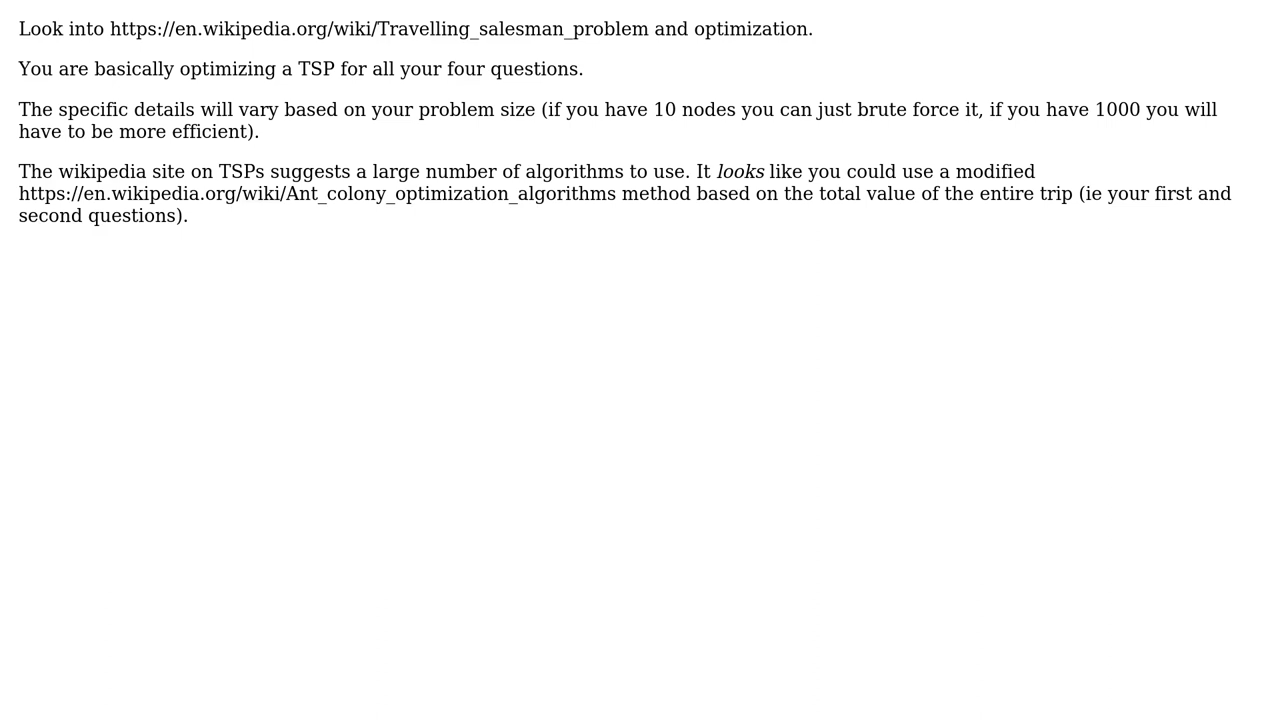 Look into https://en.wikipedia.org/wiki/Travelling_salesman_problem and optimization.
You are basically optimizing a TSP for all your four questions.
The specific details will vary based on your problem size (if you have 10 nodes you can just brute force it, if you have 1000 you will
have to be more efficient).
The wikipedia site on TSPs suggests a large number of algorithms to use. It looks like you could use a modified
https://en.wikipedia.org/wiki/Ant_colony_optimization_algorithms method based on the total value of the entire trip (ie your first and
second questions).